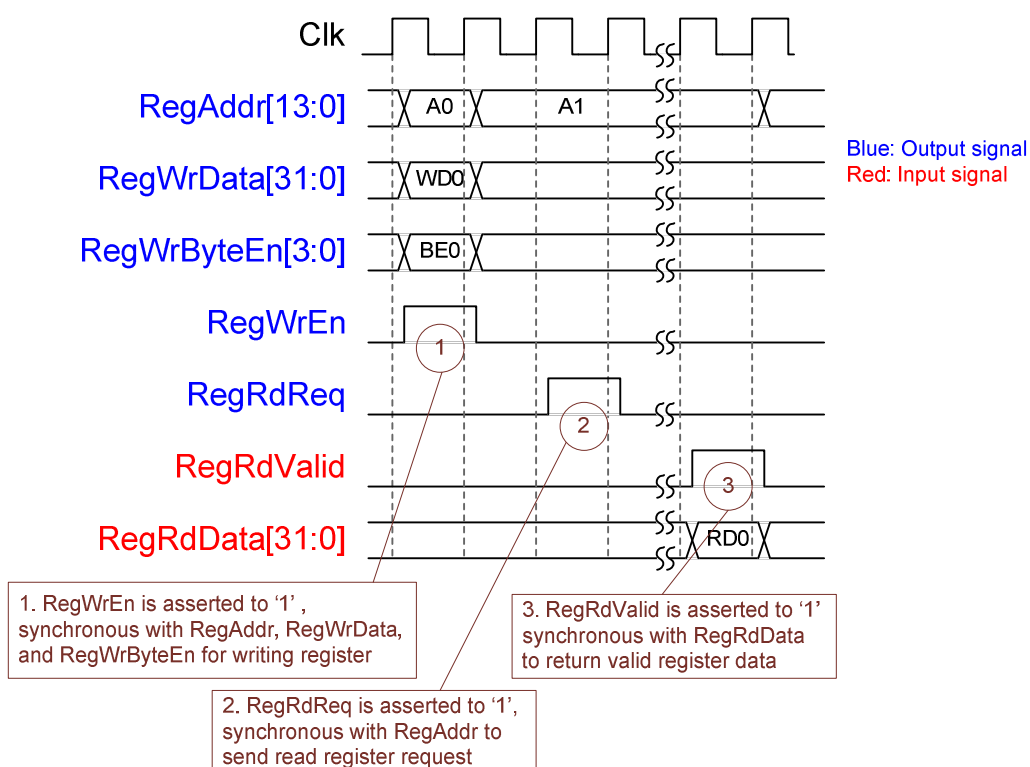 Clk
RegAddr[13:0]
A0
A1
Blue: Output signal
Red: Input signal
RegWrData[31:0]
WD0
RegWrByteEn[3:0]
BE0
RegWrEn
1
RegRdReq
2
RegRdValid
3
RegRdData[31:0]
RD0
1. RegWrEn is asserted to ‘1’ ,
synchronous with RegAddr, RegWrData,
and RegWrByteEn for writing register
3. RegRdValid is asserted to ‘1’
synchronous with RegRdData
to return valid register data
2. RegRdReq is asserted to ‘1’,
synchronous with RegAddr to
send read register request